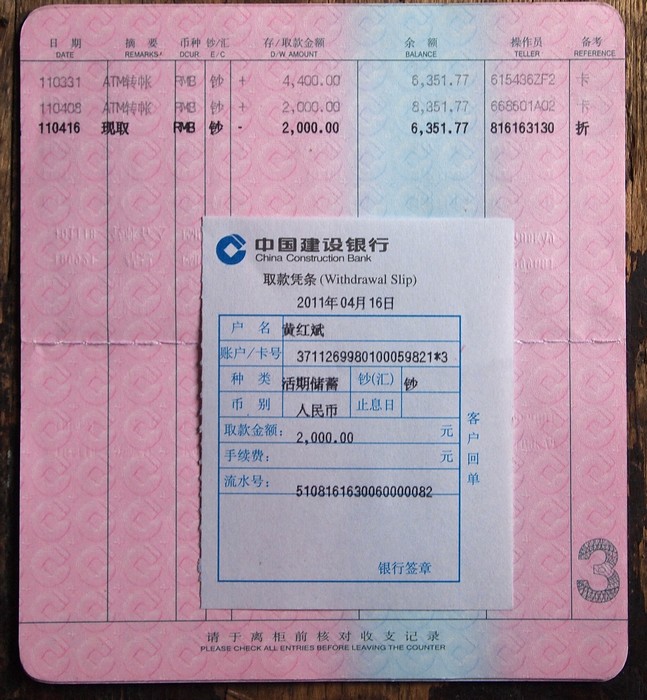 日 期 摘 要 币种 钞/汇 存/取款金额 余 额 操作员 备考
DATE REMARKS DCUR. E/C D/W AMOUNT BALANCE TELLER REFERENCE
110331 ATM转帐 RMB 钞 + 4,400.00 6,351.77 615436ZF2 卡
110408 ATM转帐 RMB 钞 + 2,000.00 8,351.77 668501A02 卡
110416 现取 RMB 钞 - 2,000.00 6,351.77 816163130 折
中国建设银行
China Construction Bank
取款凭条 (Withdrawal Slip)
2011年04月16日
户 名 黄红斌
账户/卡号 3711269980100059821*3
种 类 活期储蓄 钞(汇) 钞
币 别 人民币 止息日
取款金额: 2,000.00 元
手续费: 元
流水号: 5108161630060000082
银行签章
客户回单
3
请于离柜前核对收支记录
PLEASE CHECK ALL ENTRIES BEFORE LEAVING THE COUNTER